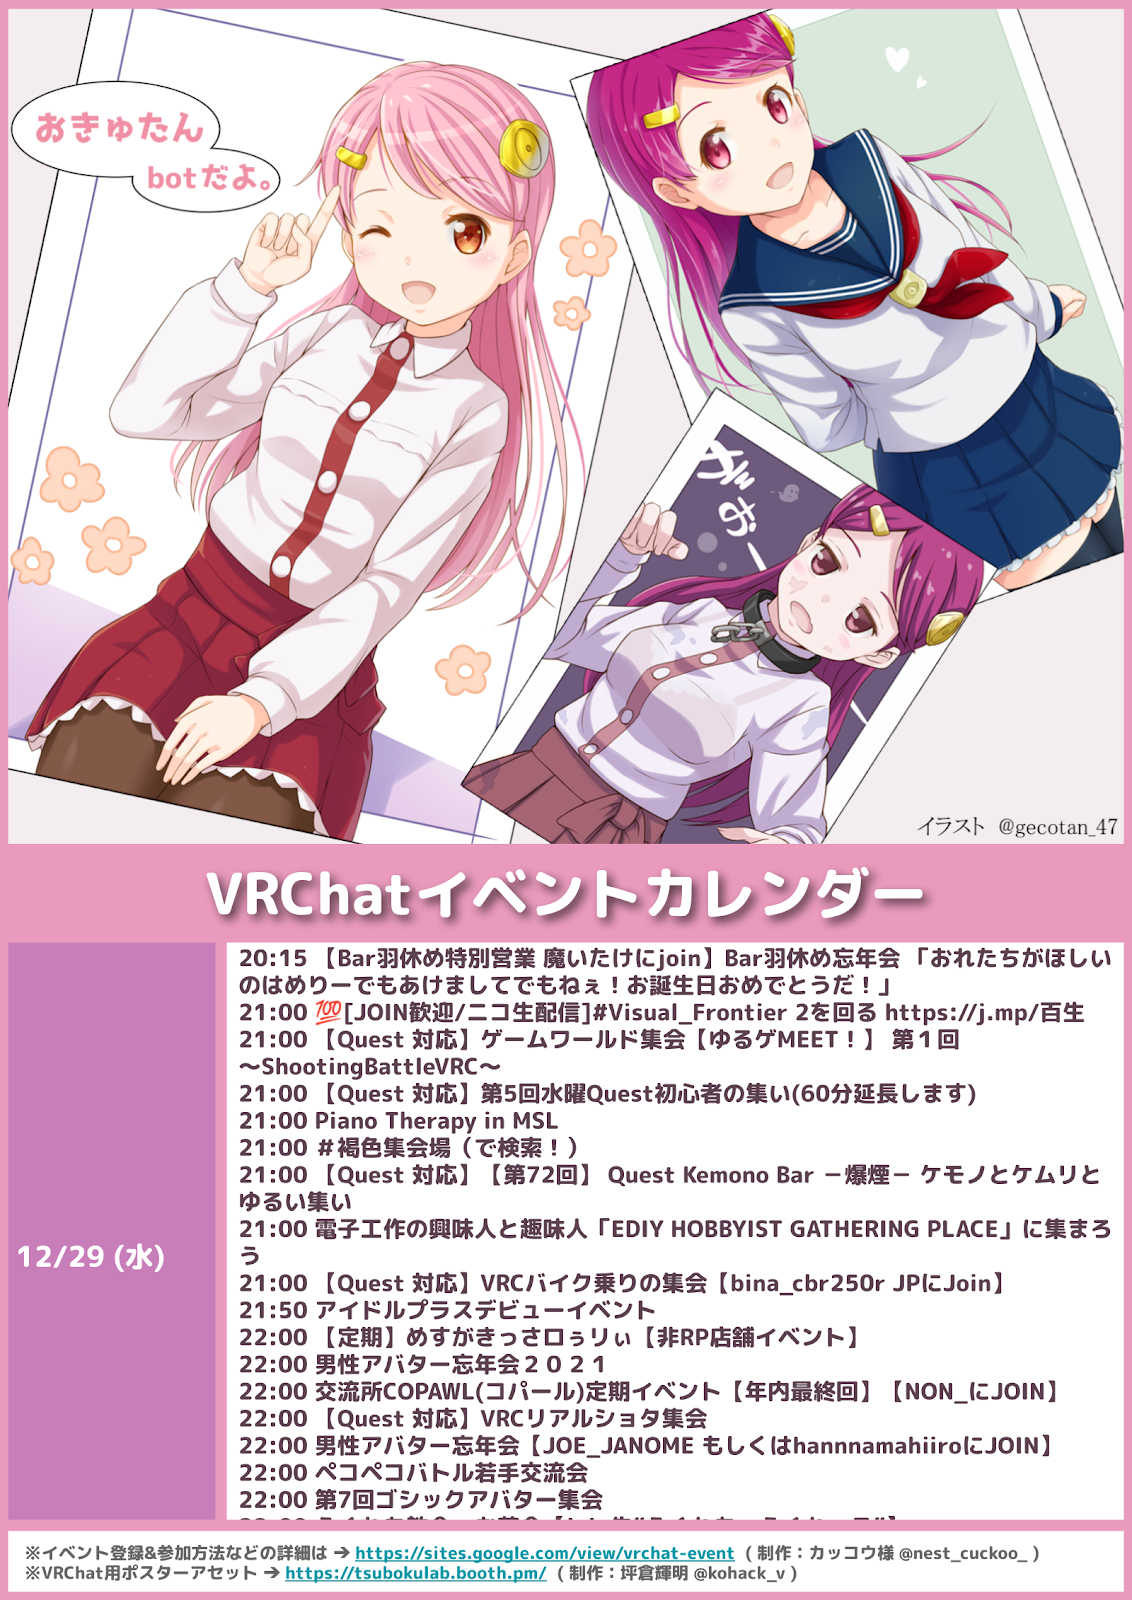 おきゅたん
botだよ。
がおー
イラスト @gecotan_47
VRChatイベントカレンダー
12/29 (水)
20:15 【Bar羽休め特別営業 魔いたけにjoin】Bar羽休め忘年会 「おれたちがほしい
のはめりーでもあけましてでもねぇ！お誕生日おめでとうだ！」
21:00 💯[JOIN歓迎/ニコ生配信]#Visual_Frontier 2を回る https://j.mp/百生
21:00 【Quest 対応】ゲームワールド集会【ゆるゲMEET！】 第１回
～ShootingBattleVRC～
21:00 【Quest 対応】第5回水曜Quest初心者の集い(60分延長します)
21:00 Piano Therapy in MSL
21:00 ＃褐色集会場（で検索！）
21:00 【Quest 対応】【第72回】 Quest Kemono Bar －爆煙－ ケモノとケムリと
ゆるい集い
21:00 電子工作の興味人と趣味人「EDIY HOBBYIST GATHERING PLACE」に集まろ
う
21:00 【Quest 対応】VRCバイク乗りの集会【bina_cbr250r JPにJoin】
21:50 アイドルプラスデビューイベント
22:00 【定期】めすがきっさロぅリぃ【非RP店舗イベント】
22:00 男性アバター忘年会２０２１
22:00 交流所COPAWL(コパール)定期イベント【年内最終回】【NON_にJOIN】
22:00 【Quest 対応】VRCリアルショタ集会
22:00 男性アバター忘年会【JOE_JANOME もしくはhannnamahiiroにJOIN】
22:00 ペコペコバトル若手交流会
22:00 第7回ゴシックアバター集会
※イベント登録&参加方法などの詳細は ➔ https://sites.google.com/view/vrchat-event （ 制作：カッコウ様 @nest_cuckoo_ ）
※VRChat用ポスターアセット ➔ https://tsubokulab.booth.pm/ （ 制作：坪倉輝明 @kohack_v ）